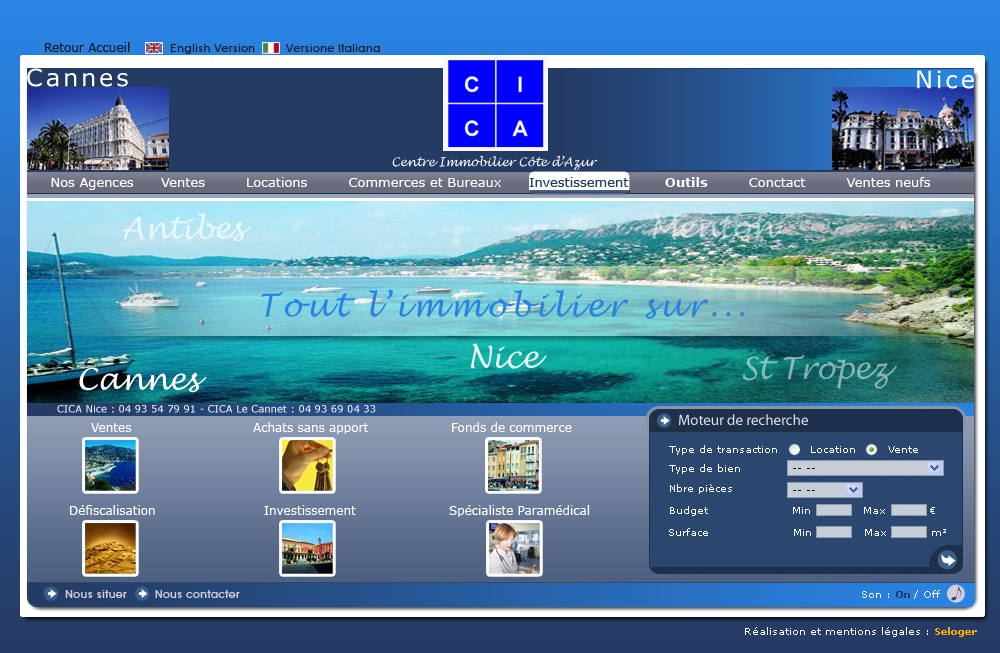 Retour Accueil English Version Versione Italiana
Cannes
Nice
C I
C A
Centre Immobilier Côte d'Azur
Nos Agences Ventes Locations Commerces et Bureaux Investissement Outils Conctact Ventes neufs
Antibes Menton
Tout l'immobilier sur...
Nice
Cannes St Tropez
CICA Nice : 04 93 54 79 91 - CICA Le Cannet : 04 93 69 04 33
Ventes Achats sans apport Fonds de commerce
Défiscalisation Investissement Spécialiste Paramédical
Moteur de recherche
Type de transaction Location Vente
Type de bien -- --
Nbre pièces -- --
Budget Min Max €
Surface Min Max m²
Nous situer Nous contacter
Son : On / Off
Réalisation et mentions légales : Seloger